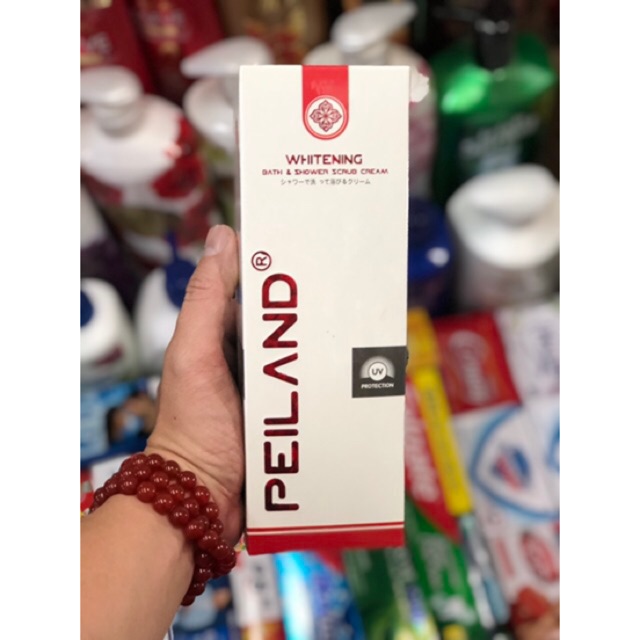 WHITENING
BATH & SHOWER SCRUB CREAM
PEILAND®
UV
PROTECTION